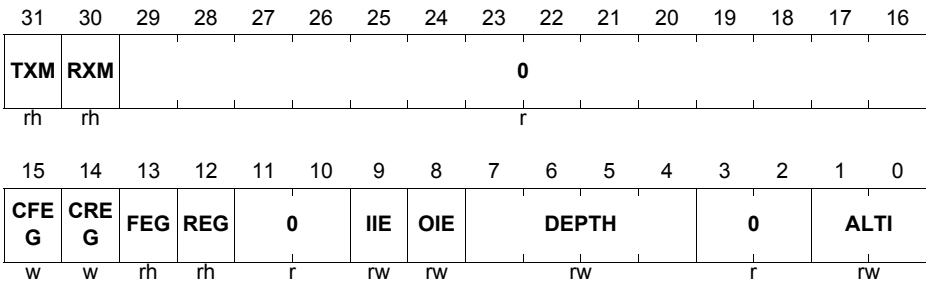 31 30 29 28 27 26 25 24 23 22 21 20 19 18 17 16
TXM RXM 0
rh rh r
15 14 13 12 11 10 9 8 7 6 5 4 3 2 1 0
CFE G CRE G FEG REG 0 IIE OIE DEPTH 0 ALTI
w w rh rh r rw rw rw r rw